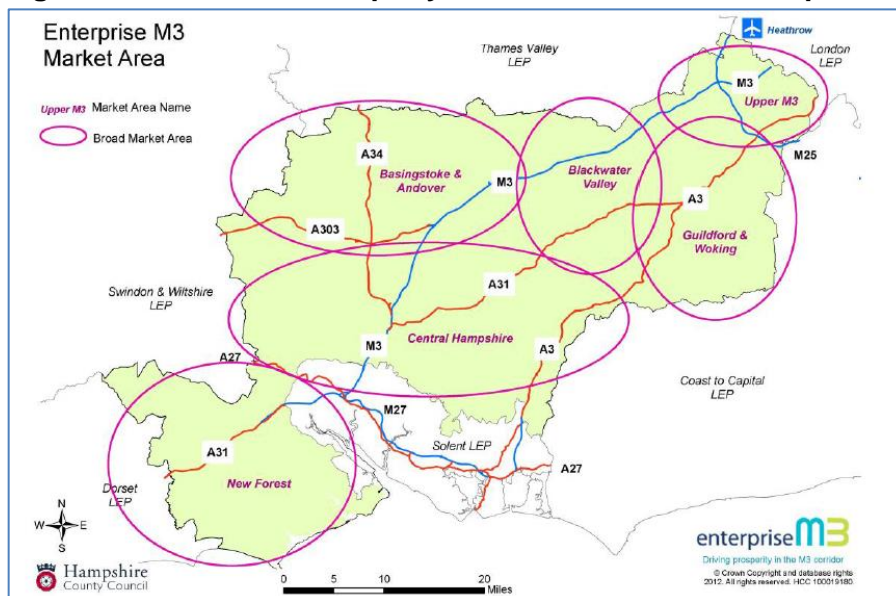 Enterprise M3
Market Area
Upper M3 Market Area Name
Broad Market Area
Thames Valley
LEP
Heathrow
London
LEP
M3
Upper M3
M25
A34
Basingstoke &
Andover
M3
Blackwater
Valley
A3
A303
Guildford &
Woking
A31
Swindon & Wiltshire
LEP
Central Hampshire
M3
A3
A27
Coast to Capital
LEP
M27
A31
Solent LEP
A27
New Forest
Dorset
LEP
N
W E
S
Hampshire
County Council
0 5 10 20
Miles
enterprise M3
Driving prosperity in the M3 corridor
© Crown Copyright and database rights
2012. All rights reserved. HCC 100019180